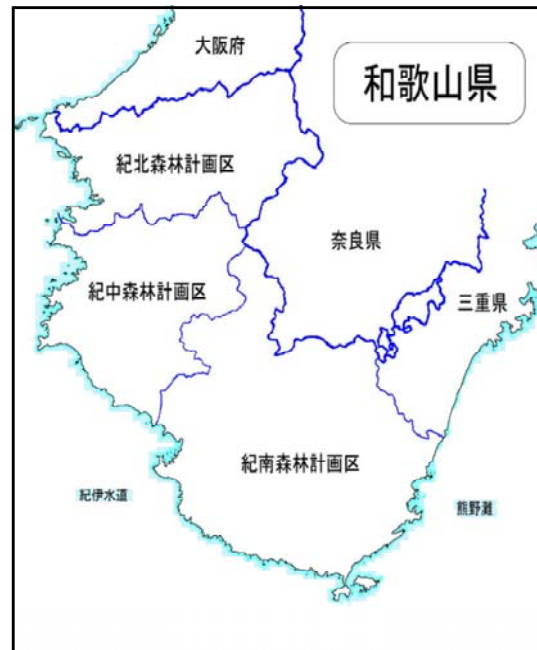 大阪府
和歌山県
紀北森林計画区
奈良県
紀中森林計画区
三重県
紀南森林計画区
紀伊水道
熊野灘